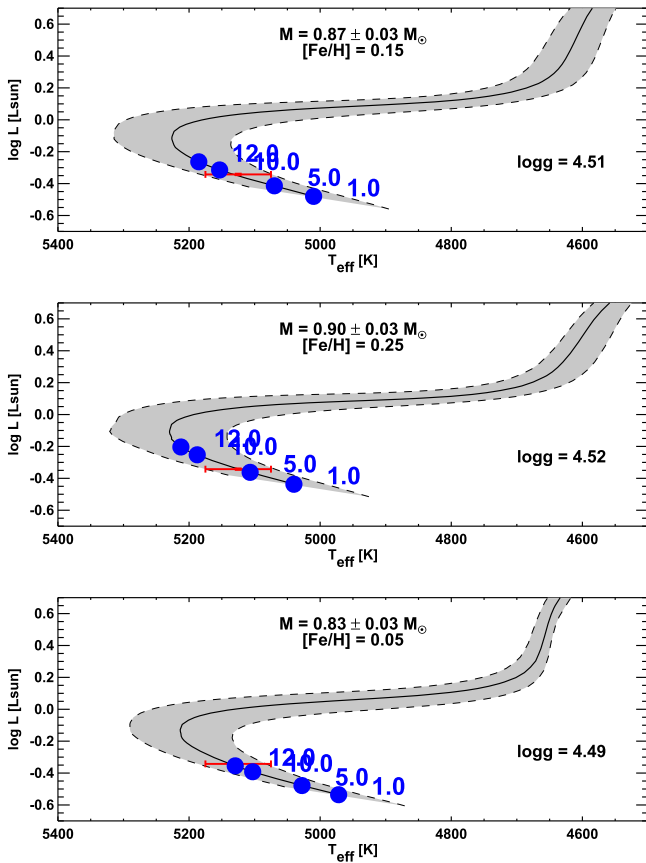 M = 0.87 ± 0.03 M☉
[Fe/H] = 0.15
0.6
0.4
0.2
0.0
-0.2
-0.4
-0.6
log L [Lsun]
12.0
10.0
5.0
1.0
logg = 4.51
5400 5200 5000 4800 4600
Teff [K]
M = 0.90 ± 0.03 M☉
[Fe/H] = 0.25
0.6
0.4
0.2
0.0
-0.2
-0.4
-0.6
log L [Lsun]
12.0
10.0
5.0
1.0
logg = 4.52
5400 5200 5000 4800 4600
Teff [K]
M = 0.83 ± 0.03 M☉
[Fe/H] = 0.05
0.6
0.4
0.2
0.0
-0.2
-0.4
-0.6
log L [Lsun]
12.0
10.0
5.0
1.0
logg = 4.49
5400 5200 5000 4800 4600
Teff [K]